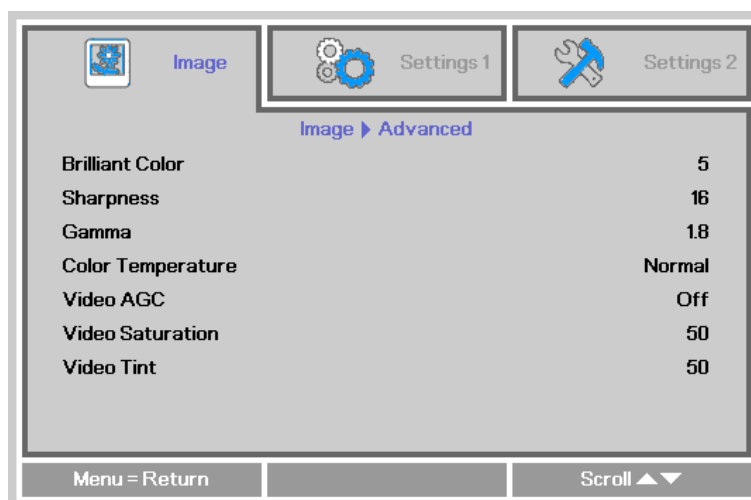 Image Settings 1 Settings 2
Image ▶ Advanced
Brilliant Color 5
Sharpness 16
Gamma 1.8
Color Temperature Normal
Video AGC Off
Video Saturation 50
Video Tint 50
Menu = Return Scroll ▲▼